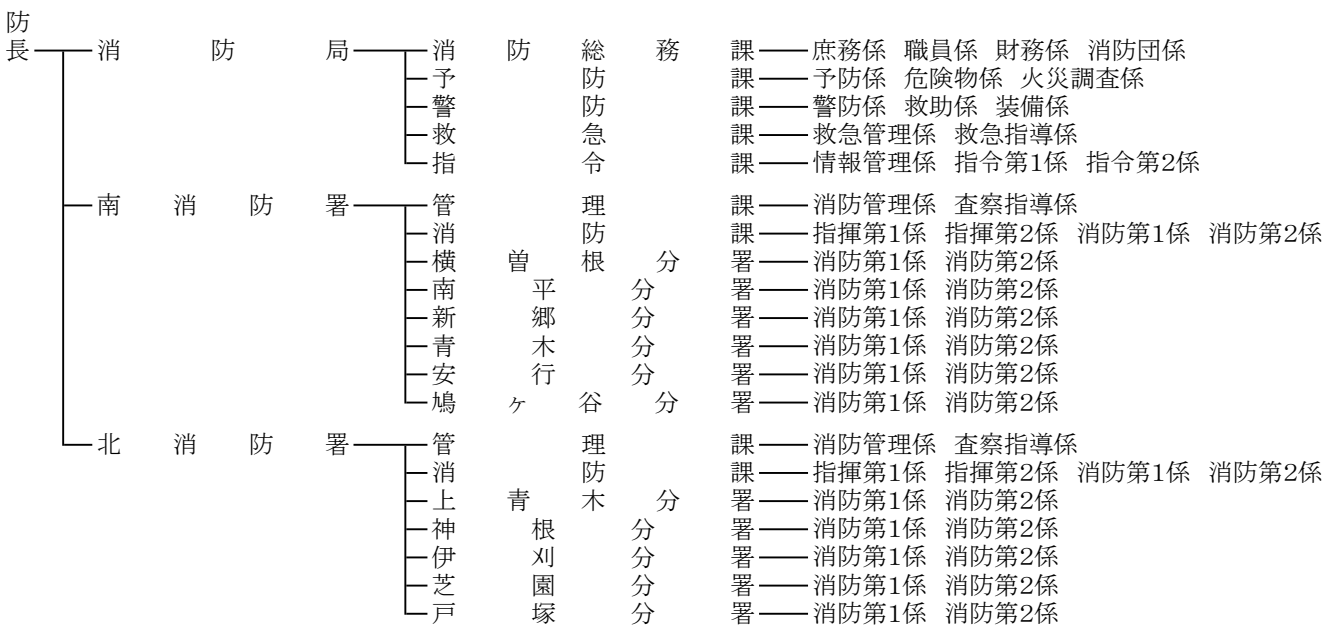 防
長 消防局 消防総務課 庶務係 職員係 財務係 消防団係
予防課 予防係 危険物係 火災調査係
警防課 警防係 救助係 装備係
救急課 救急管理係 救急指導係
指令課 情報管理係 指令第1係 指令第2係
南消防署 管理課 消防管理係 査察指導係
消防課 指揮第1係 指揮第2係 消防第1係 消防第2係
横曽根分署 消防第1係 消防第2係
南平分署 消防第1係 消防第2係
新郷分署 消防第1係 消防第2係
青木分署 消防第1係 消防第2係
安行分署 消防第1係 消防第2係
鳩ヶ谷分署 消防第1係 消防第2係
北消防署 管理課 消防管理係 査察指導係
消防課 指揮第1係 指揮第2係 消防第1係 消防第2係
上青木分署 消防第1係 消防第2係
神根分署 消防第1係 消防第2係
伊刈分署 消防第1係 消防第2係
芝園分署 消防第1係 消防第2係
戸塚分署 消防第1係 消防第2係